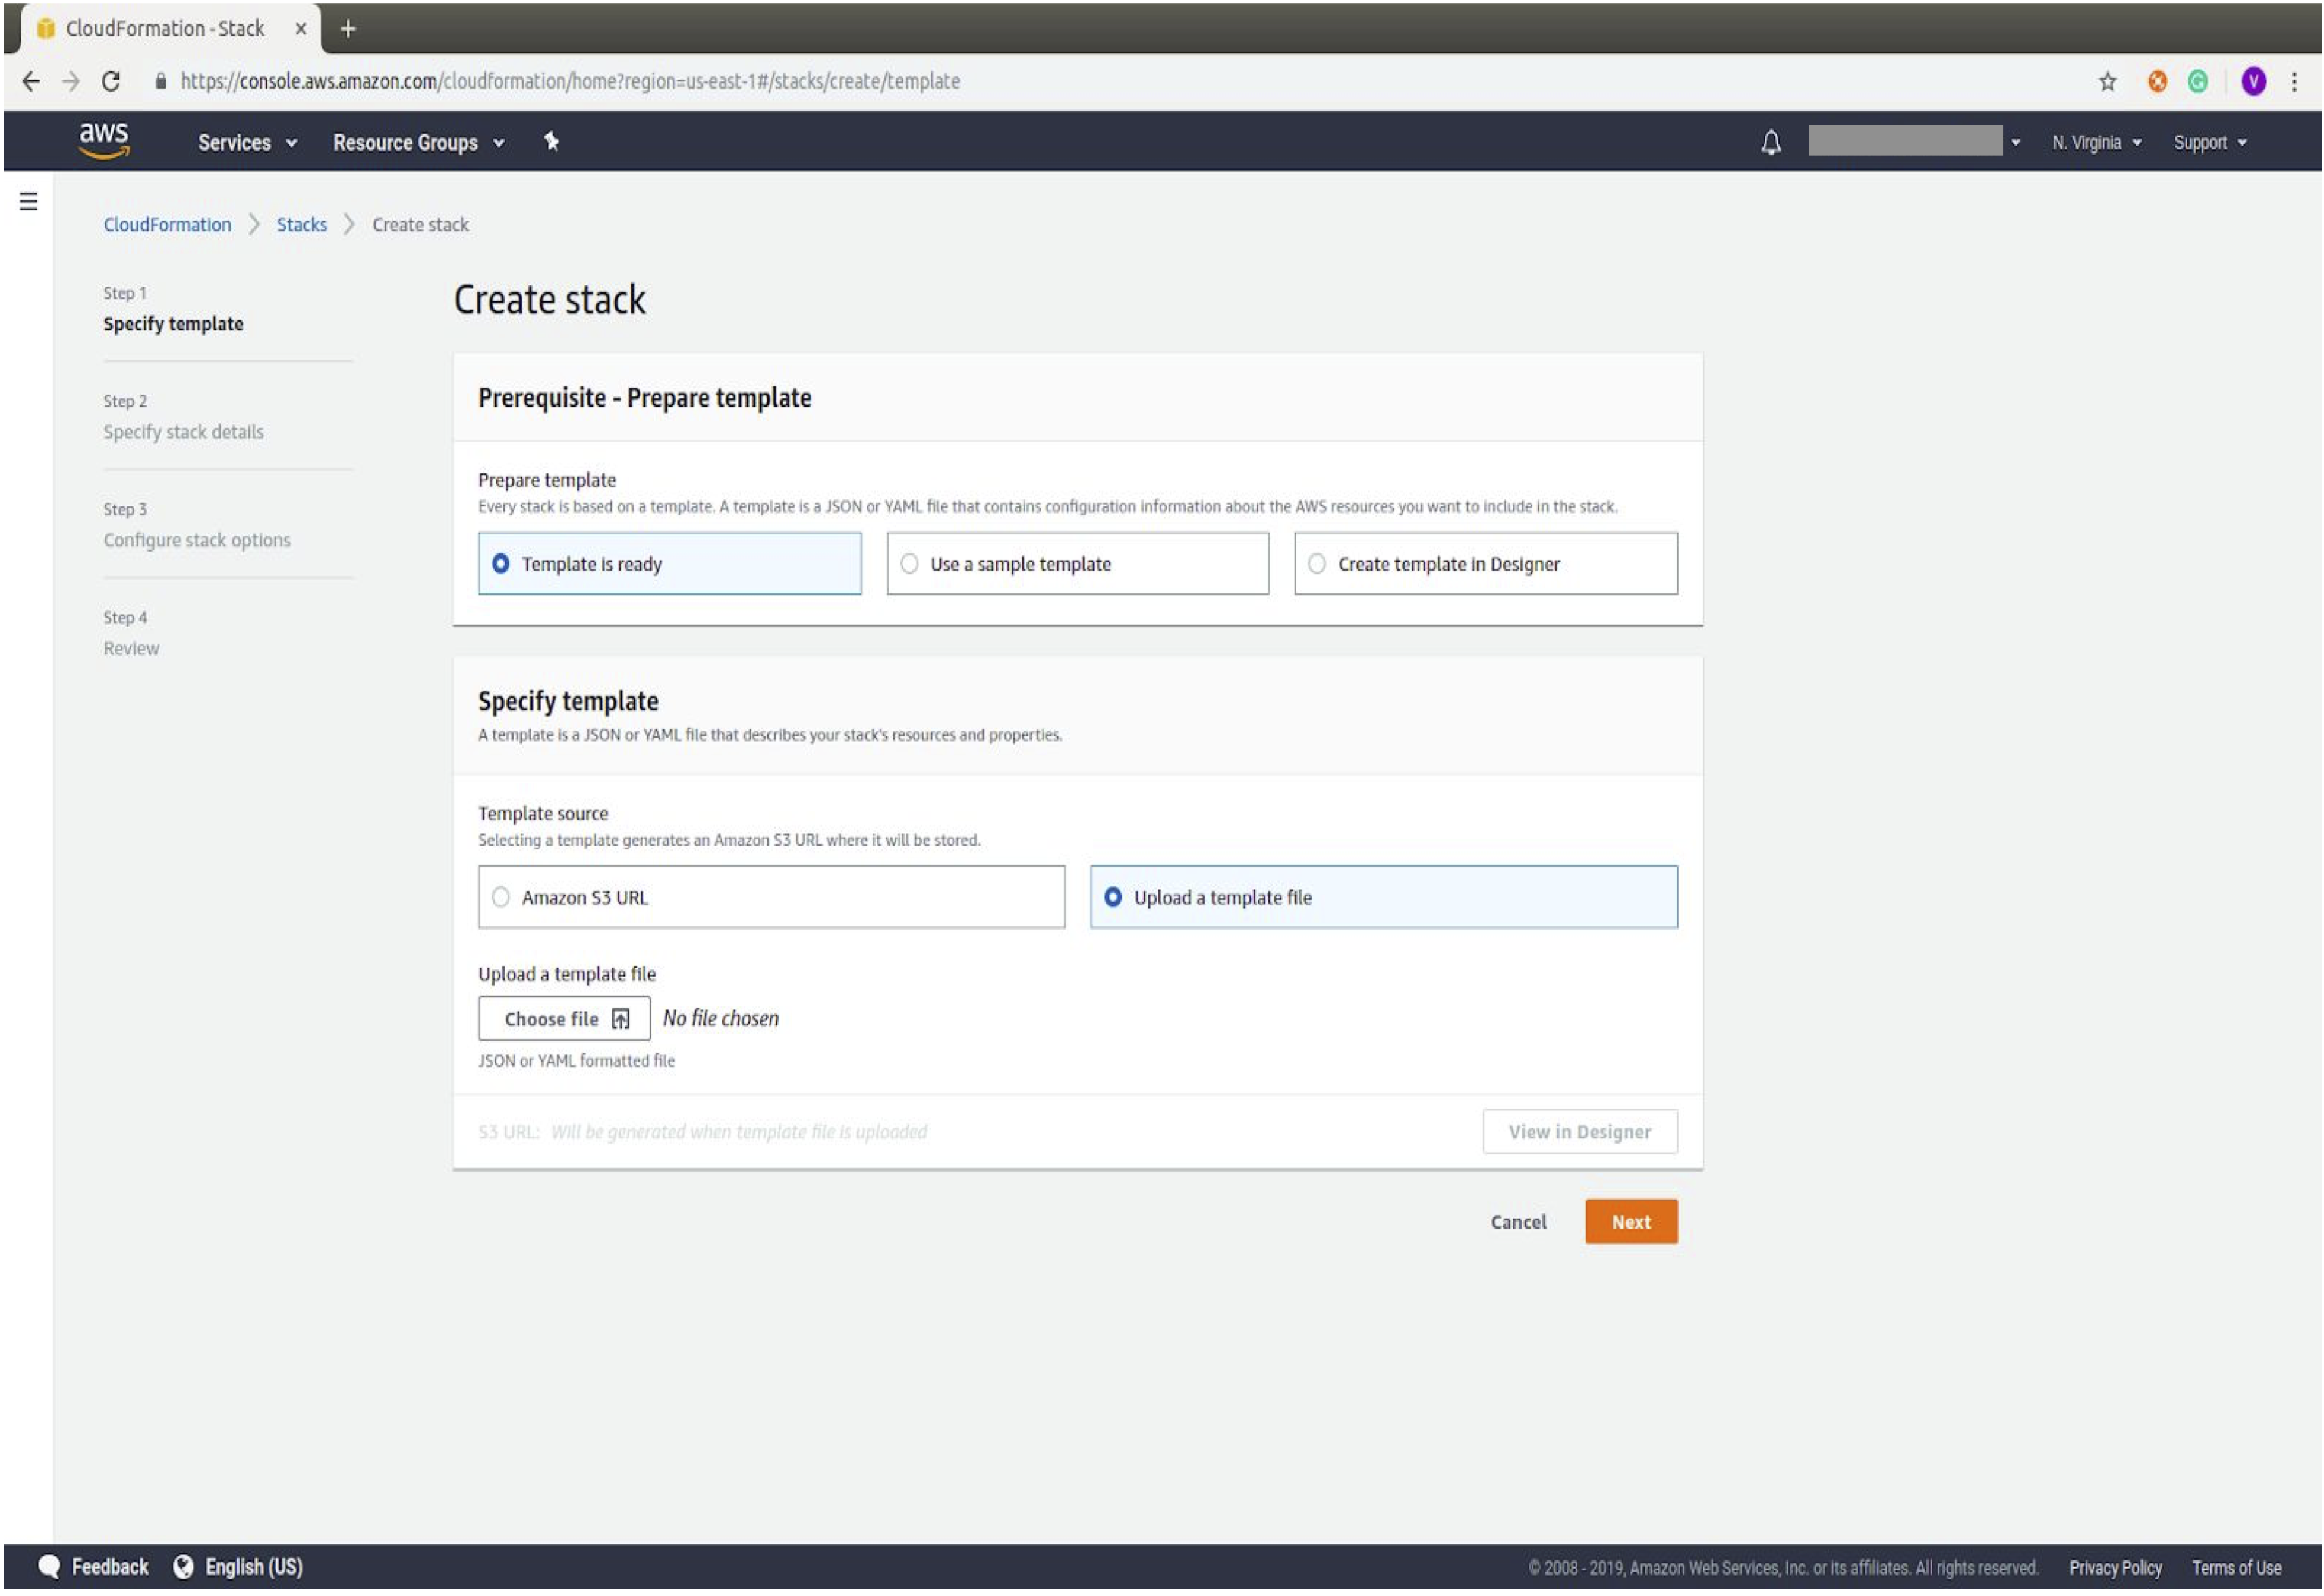 CloudFormation - Stack
https://console.aws.amazon.com/cloudformation/home?region=us-east-1#/stacks/create/template
V
aws Services Resource Groups N. Virginia Support
CloudFormation Stacks Create stack
Step 1
Specify template
Step 2
Specify stack details
Step 3
Configure stack options
Step 4
Review
Create stack
Prerequisite - Prepare template
Prepare template
Every stack is based on a template. A template is a JSON or YAML file that contains configuration information about the AWS resources you want to include in the stack.
Template is ready Use a sample template Create template in Designer
Specify template
A template is a JSON or YAML file that describes your stack's resources and properties.
Template source
Selecting a template generates an Amazon S3 URL where it will be stored.
Amazon S3 URL Upload a template file
Upload a template file
Choose file No file chosen
JSON or YAML formatted file
S3 URL: Will be generated when template file is uploaded View in Designer
Cancel Next
Feedback English (US) © 2008 - 2019, Amazon Web Services, Inc. or its affiliates. All rights reserved. Privacy Policy Terms of Use